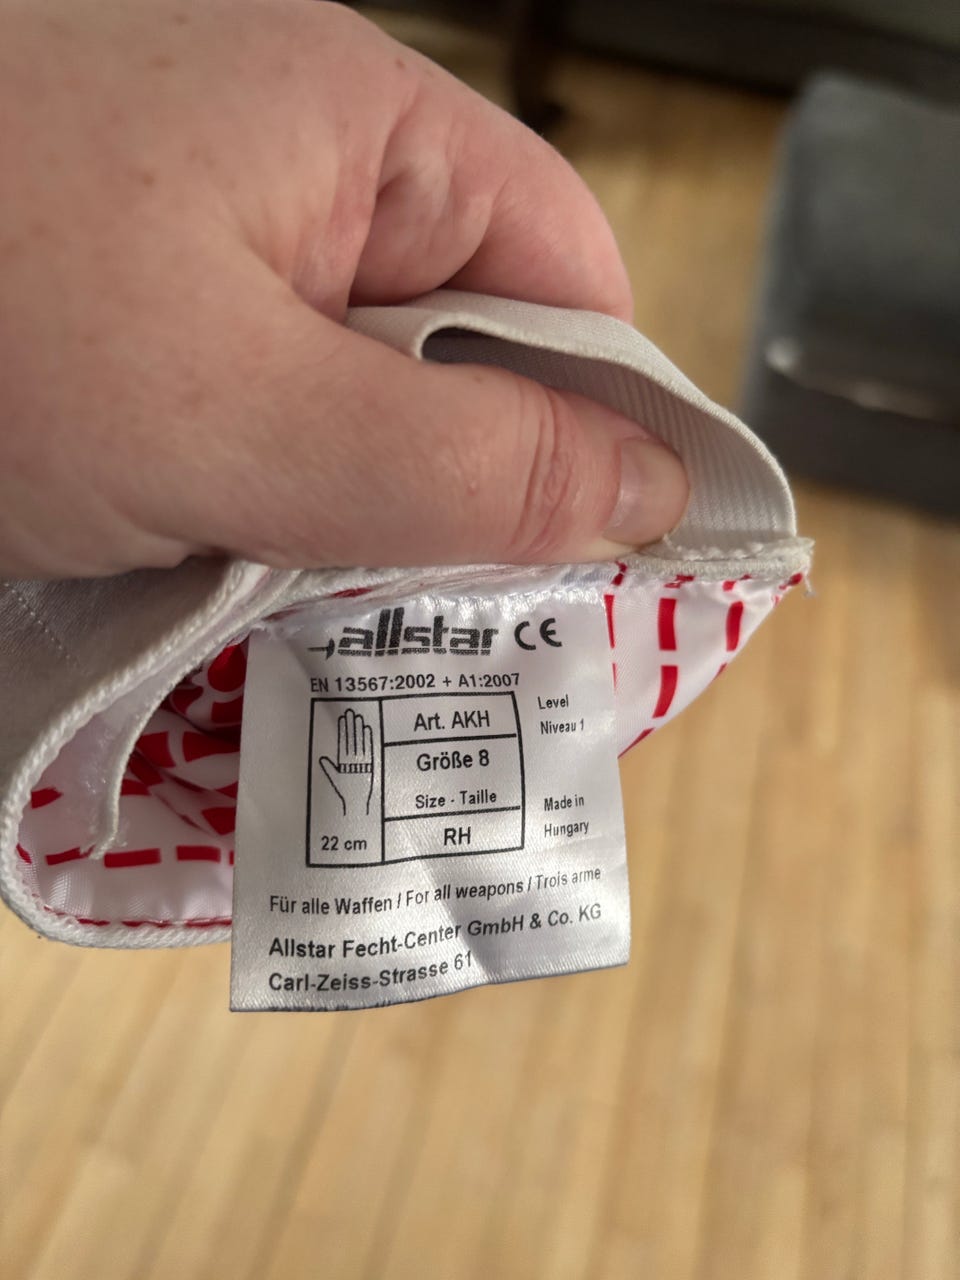 allstar CE
EN 13567:2002 + A1:2007
Art. AKH
Größe 8
Size - Taille
RH
22 cm
Level
Niveau 1
Made in
Hungary
Für alle Waffen / For all weapons / Trois arme
Allstar Fecht-Center GmbH & Co. KG
Carl-Zeiss-Strasse 61